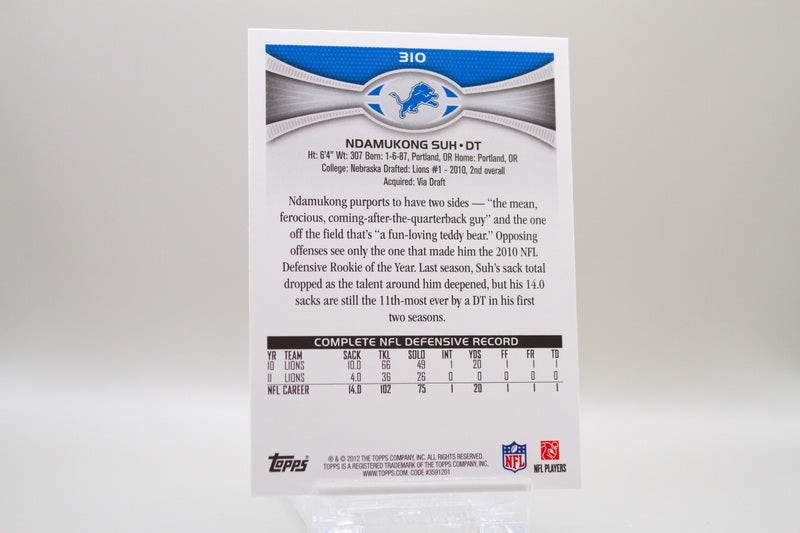 310
NDAMUKONG SUH • DT
Ht: 6'4" Wt: 307 Born: 1-6-87, Portland, OR Home: Portland, OR
College: Nebraska Drafted: Lions #1 - 2010, 2nd overall
Acquired: Via Draft
Ndamukong purports to have two sides — “the mean,
ferocious, coming-after-the-quarterback guy” and the one
off the field that's “a fun-loving teddy bear.” Opposing
offenses see only the one that made him the 2010 NFL
Defensive Rookie of the Year. Last season, Suh's sack total
dropped as the talent around him deepened, but his 14.0
sacks are still the 11th-most ever by a DT in his first
two seasons.
COMPLETE NFL DEFENSIVE RECORD
YR TEAM SACK TKL SOLO INT YDS FF FR TD
10 LIONS 10.0 66 49 1 20 1 1 1
11 LIONS 4.0 36 26 0 0 0 0 0
NFL CAREER 14.0 102 75 1 20 1 1 1
TOPPS
® & © 2012 THE TOPPS COMPANY, INC. ALL RIGHTS RESERVED.
TOPPS IS A REGISTERED TRADEMARK OF THE TOPPS COMPANY, INC.
WWW.TOPPS.COM. CODE #3591201
NFL
NFL PLAYERS